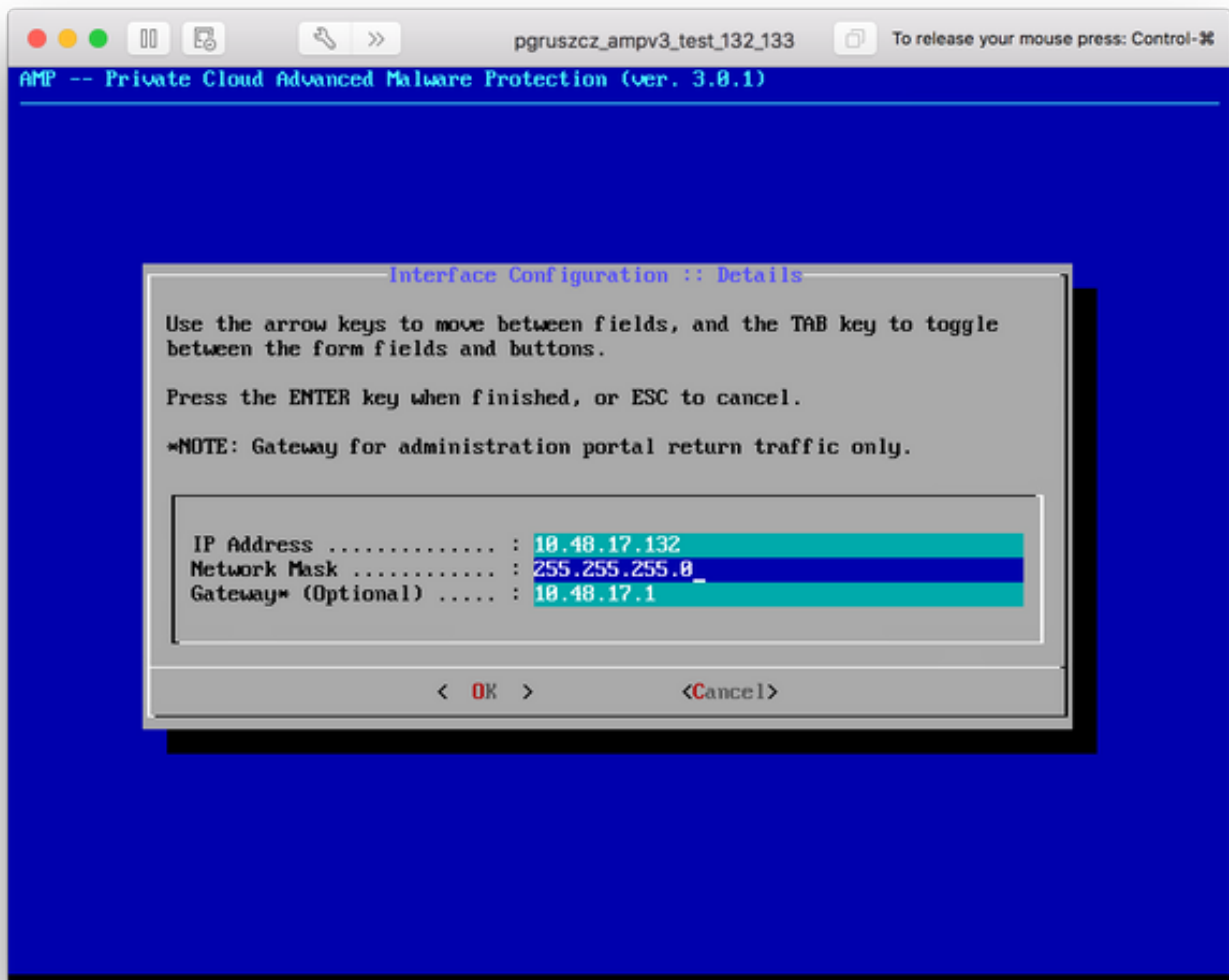 pgruszcz_ampv3_test_132_133
To release your mouse press: Control-⌘
AMP -- Private Cloud Advanced Malware Protection (ver. 3.0.1)
Interface Configuration :: Details
Use the arrow keys to move between fields, and the TAB key to toggle
between the form fields and buttons.
Press the ENTER key when finished, or ESC to cancel.
*NOTE: Gateway for administration portal return traffic only.
IP Address .............. : 10.48.17.132
Network Mask ............ : 255.255.255.0_
Gateway* (Optional) ..... : 10.48.17.1
< OK > <Cancel>